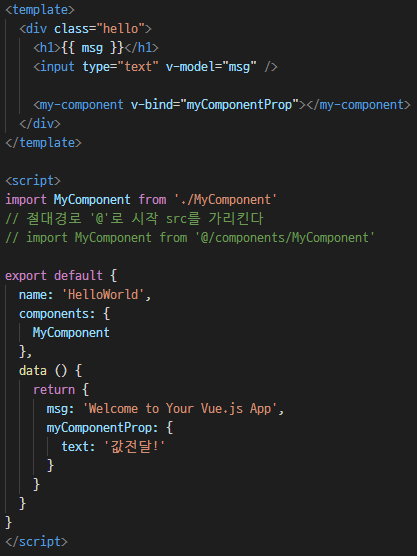 <template>
  <div class="hello">
    <h1>{{ msg }}</h1>
    <input type="text" v-model="msg" />

    <my-component v-bind="myComponentProp"></my-component>
  </div>
</template>

<script>
import MyComponent from './MyComponent'
// 절대경로 '@'로 시작 src를 가리킨다
// import MyComponent from '@/components/MyComponent'

export default {
  name: 'HelloWorld',
  components: {
    MyComponent
  },
  data () {
    return {
      msg: 'Welcome to Your Vue.js App',
      myComponentProp: {
        text: '값전달!'
      }
    }
  }
}
</script>